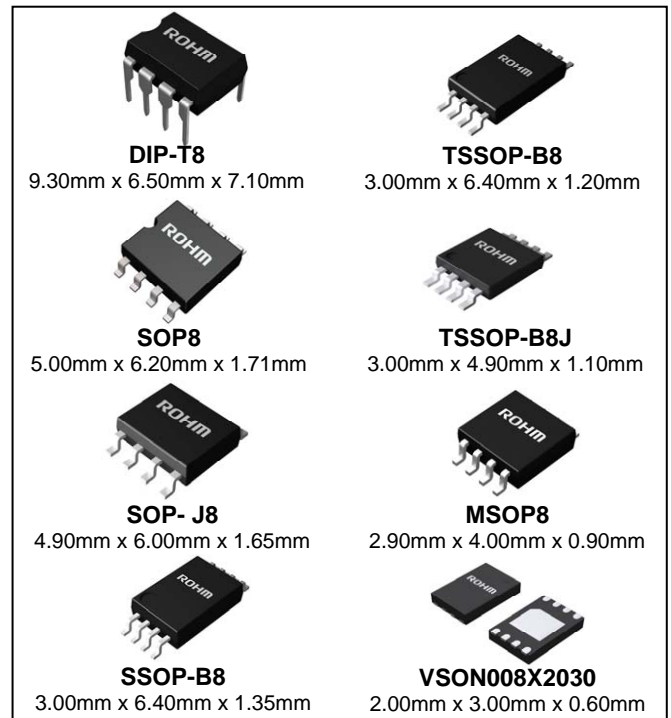 ROHM
DIP-T8
9.30mm x 6.50mm x 7.10mm
ROHM
TSSOP-B8
3.00mm x 6.40mm x 1.20mm
ROHM
SOP8
5.00mm x 6.20mm x 1.71mm
ROHM
TSSOP-B8J
3.00mm x 4.90mm x 1.10mm
ROHM
SOP- J8
4.90mm x 6.00mm x 1.65mm
ROHM
MSOP8
2.90mm x 4.00mm x 0.90mm
ROHM
SSOP-B8
3.00mm x 6.40mm x 1.35mm
ROHM
VSON008X2030
2.00mm x 3.00mm x 0.60mm